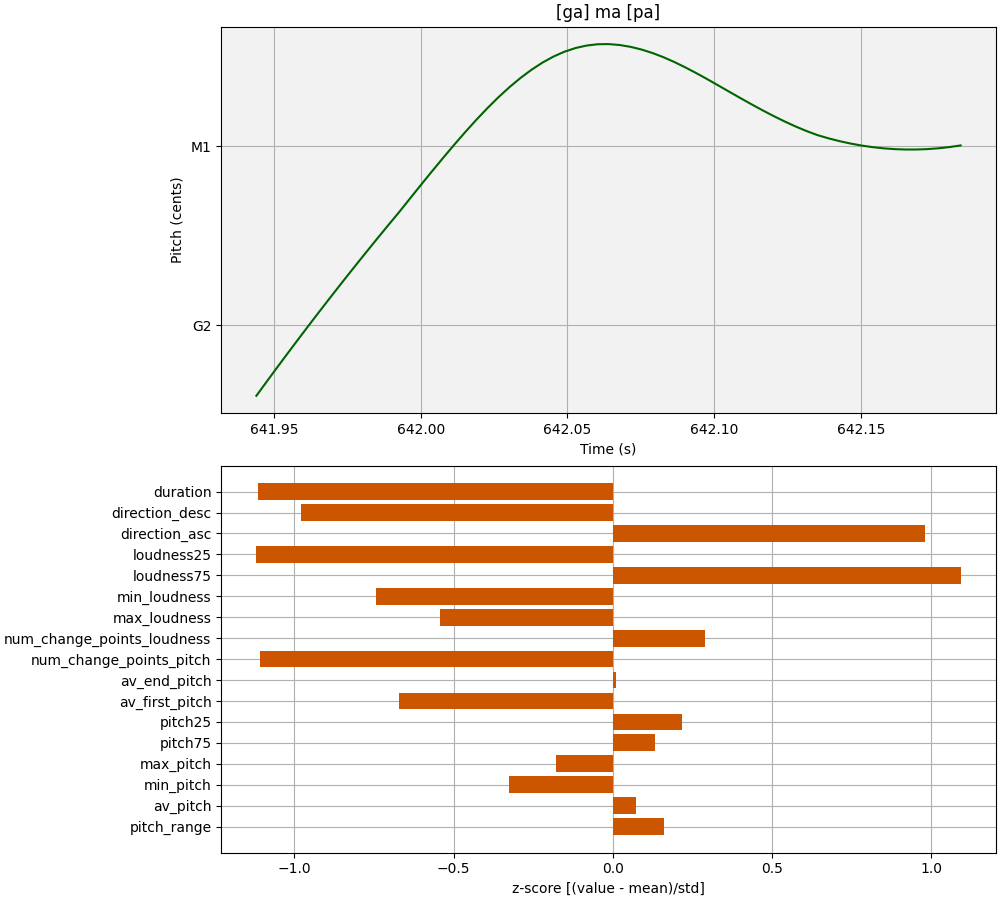 [ga] ma [pa]
Pitch (cents)
M1
G2
641.95 642.00 642.05 642.10 642.15
Time (s)
duration
direction_desc
direction_asc
loudness25
loudness75
min_loudness
max_loudness
num_change_points_loudness
num_change_points_pitch
av_end_pitch
av_first_pitch
pitch25
pitch75
max_pitch
min_pitch
av_pitch
pitch_range
−1.0 −0.5 0.0 0.5 1.0
z-score [(value - mean)/std]